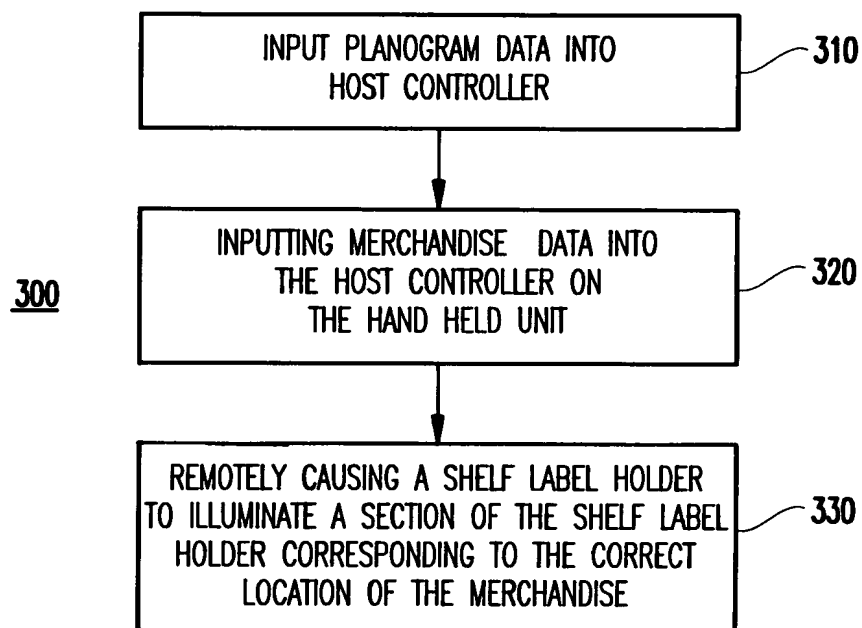 INPUT PLANOGRAM DATA INTO
HOST CONTROLLER
310
INPUTTING MERCHANDISE DATA INTO
THE HOST CONTROLLER ON
THE HAND HELD UNIT
320
300
REMOTELY CAUSING A SHELF LABEL HOLDER
TO ILLUMINATE A SECTION OF THE SHELF LABEL
HOLDER CORRESPONDING TO THE CORRECT
LOCATION OF THE MERCHANDISE
330